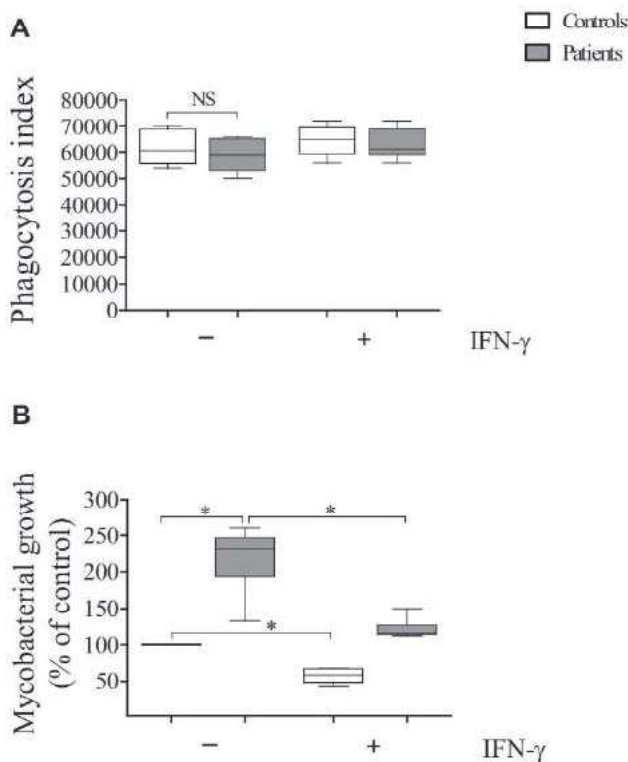 A
Controls
Patients
Phagocytosis index
80000
70000
60000
50000
40000
30000
20000
10000
0
NS
− + IFN-γ
B
Mycobacterial growth
(% of control)
300
250
200
150
100
50
* *
*
− + IFN-γ